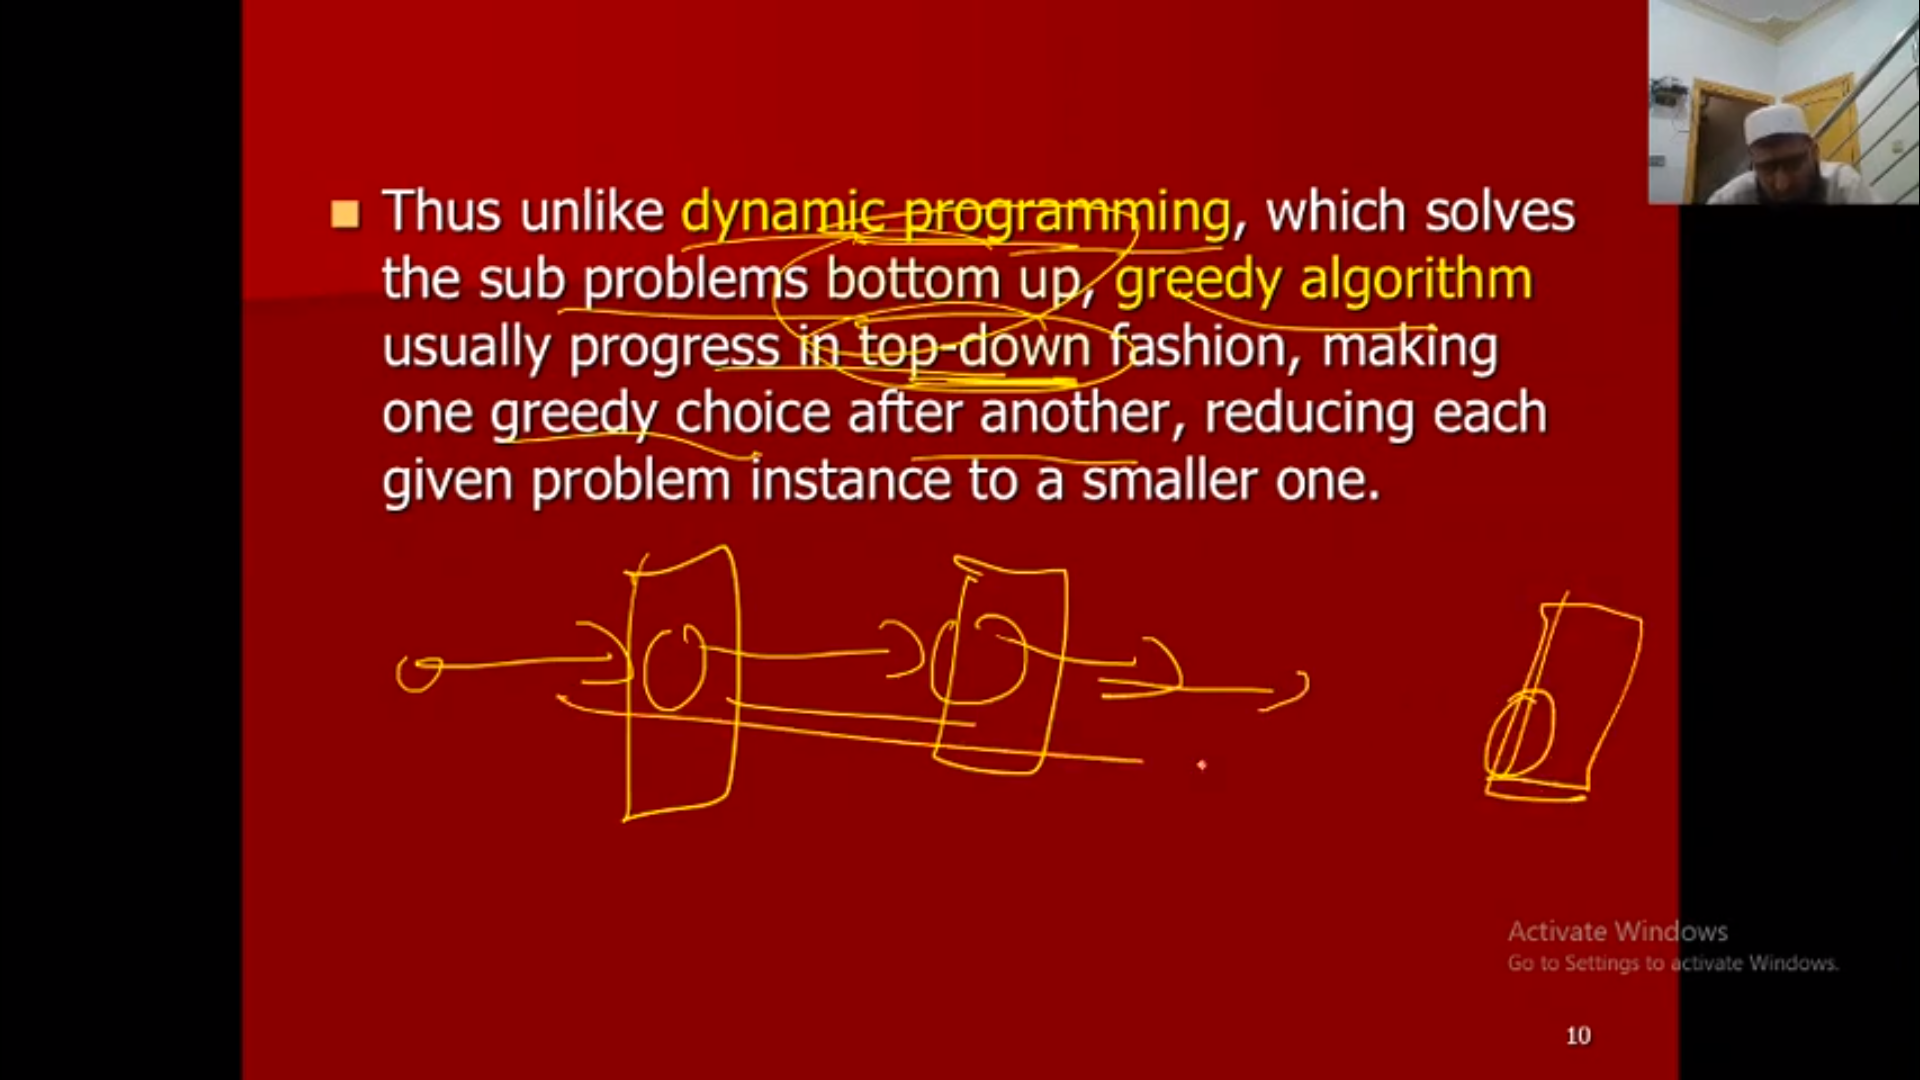 Thus unlike dynamic programming, which solves
the sub problems bottom up, greedy algorithm
usually progress in top-down fashion, making
one greedy choice after another, reducing each
given problem instance to a smaller one.
Activate Windows
Go to Settings to activate Windows.
10